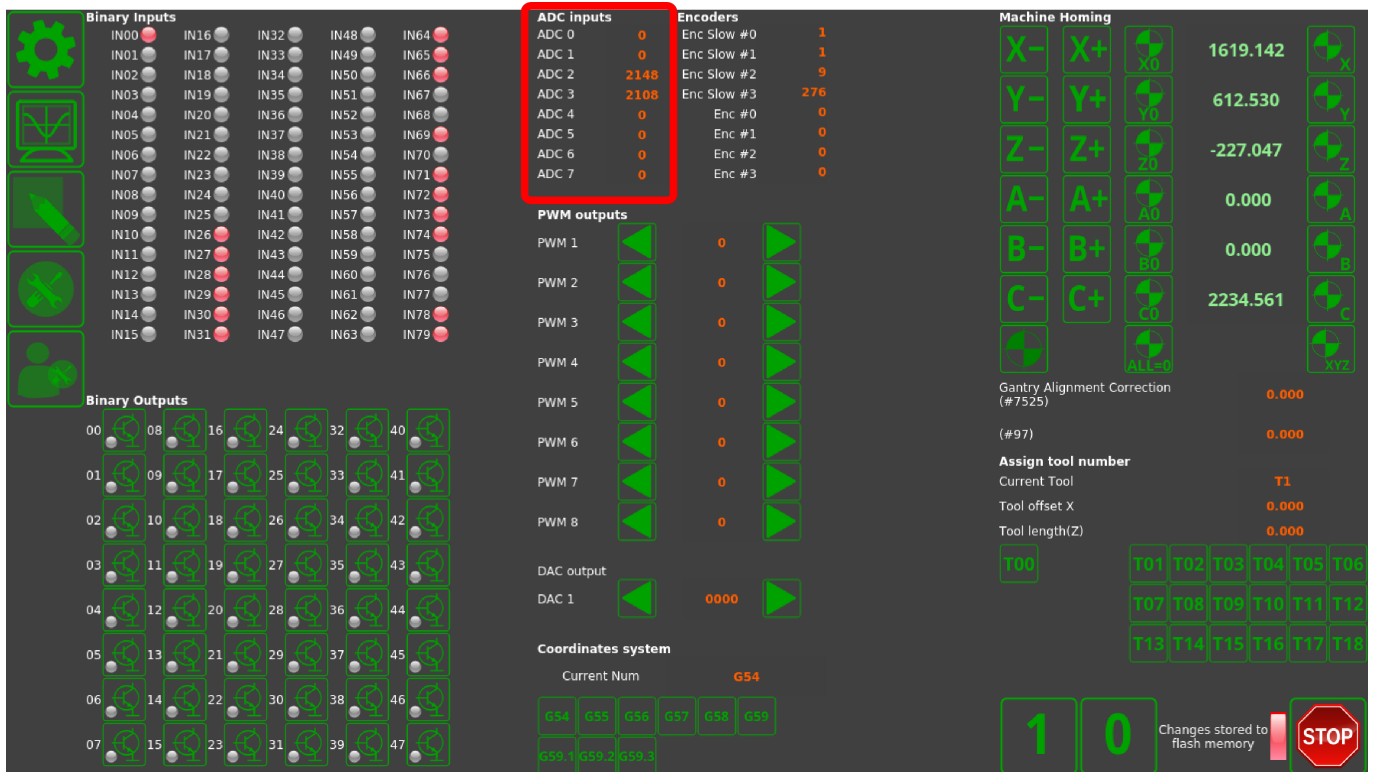 Binary Inputs
IN00 IN16 IN32 IN48 IN64
IN01 IN17 IN33 IN49 IN65
IN02 IN18 IN34 IN50 IN66
IN03 IN19 IN35 IN51 IN67
IN04 IN20 IN36 IN52 IN68
IN05 IN21 IN37 IN53 IN69
IN06 IN22 IN38 IN54 IN70
IN07 IN23 IN39 IN55 IN71
IN08 IN24 IN40 IN56 IN72
IN09 IN25 IN41 IN57 IN73
IN10 IN26 IN42 IN58 IN74
IN11 IN27 IN43 IN59 IN75
IN12 IN28 IN44 IN60 IN76
IN13 IN29 IN45 IN61 IN77
IN14 IN30 IN46 IN62 IN78
IN15 IN31 IN47 IN63 IN79
Binary Outputs
00 08 16 24 32 40
01 09 17 25 33 41
02 10 18 26 34 42
03 11 19 27 35 43
04 12 20 28 36 44
05 13 21 29 37 45
06 14 22 30 38 46
07 15 23 31 39 47
ADC inputs
ADC 0 0
ADC 1 0
ADC 2 2148
ADC 3 2108
ADC 4 0
ADC 5 0
ADC 6 0
ADC 7 0
Encoders
Enc Slow #0 1
Enc Slow #1 1
Enc Slow #2 9
Enc Slow #3 276
Enc #0 0
Enc #1 0
Enc #2 0
Enc #3 0
PWM outputs
PWM 1 0
PWM 2 0
PWM 3 0
PWM 4 0
PWM 5 0
PWM 6 0
PWM 7 0
PWM 8 0
DAC output
DAC 1 0000
Coordinates system
Current Num G54
G54 G55 G56 G57 G58 G59
G59.1 G59.2 G59.3
Machine Homing
X- X+ X0 1619.142 X
Y- Y+ Y0 612.530 Y
Z- Z+ Z0 -227.047 Z
A- A+ A0 0.000 A
B- B+ B0 0.000 B
C- C+ C0 2234.561 C
ALL=0 XYZ
Gantry Alignment Correction
(#7525) 0.000
(#97) 0.000
Assign tool number
Current Tool T1
Tool offset X 0.000
Tool length(Z) 0.000
T00 T01 T02 T03 T04 T05 T06
T07 T08 T09 T10 T11 T12
T13 T14 T15 T16 T17 T18
1 0
Changes stored to
flash memory
STOP